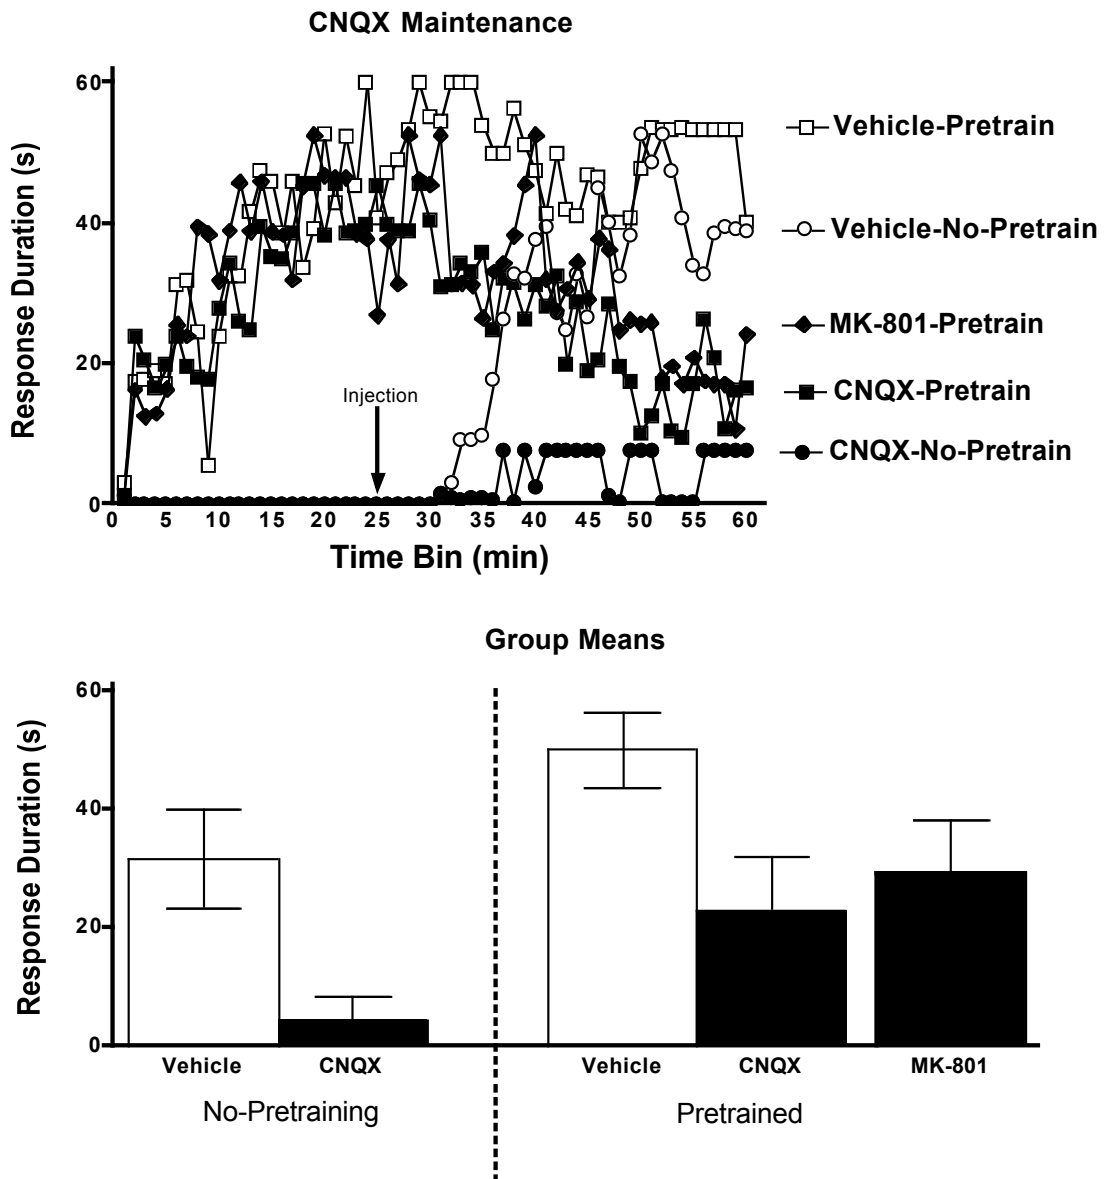 CNQX Maintenance
Response Duration (s)
60
40
20
0
Injection
0 5 10 15 20 25 30 35 40 45 50 55 60
Time Bin (min)
Vehicle-Pretrain
Vehicle-No-Pretrain
MK-801-Pretrain
CNQX-Pretrain
CNQX-No-Pretrain
Group Means
Response Duration (s)
60
40
20
0
Vehicle CNQX Vehicle CNQX MK-801
No-Pretraining Pretrained